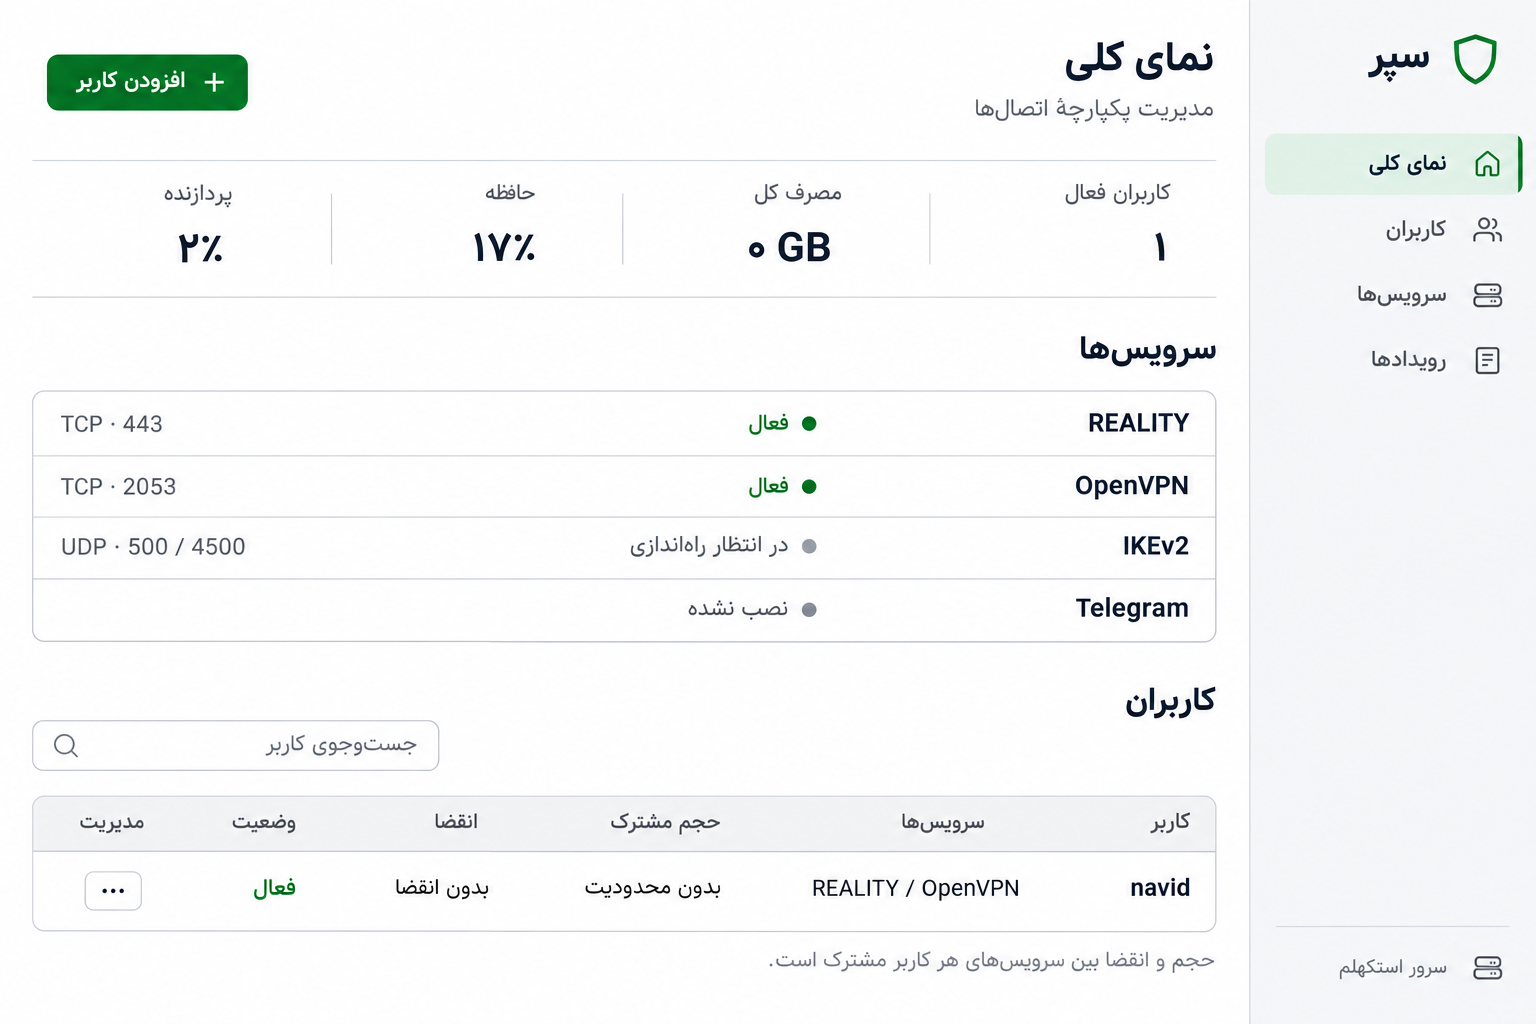 سپر
نمای کلی
کاربران
سرویس‌ها
رویدادها
سرور استکهلم
نمای کلی
مدیریت یکپارچهٔ اتصال‌ها
+ افزودن کاربر
کاربران فعال
۱
مصرف کل
۰ GB
حافظه
۱۷٪
پردازنده
۲٪
سرویس‌ها
REALITY فعال TCP · 443
OpenVPN فعال TCP · 2053
IKEv2 در انتظار راه‌اندازی UDP · 500 / 4500
Telegram نصب نشده
کاربران
جست‌وجوی کاربر
کاربر سرویس‌ها حجم مشترک انقضا وضعیت مدیریت
navid REALITY / OpenVPN بدون محدودیت بدون انقضا فعال ...
حجم و انقضا بین سرویس‌های هر کاربر مشترک است.